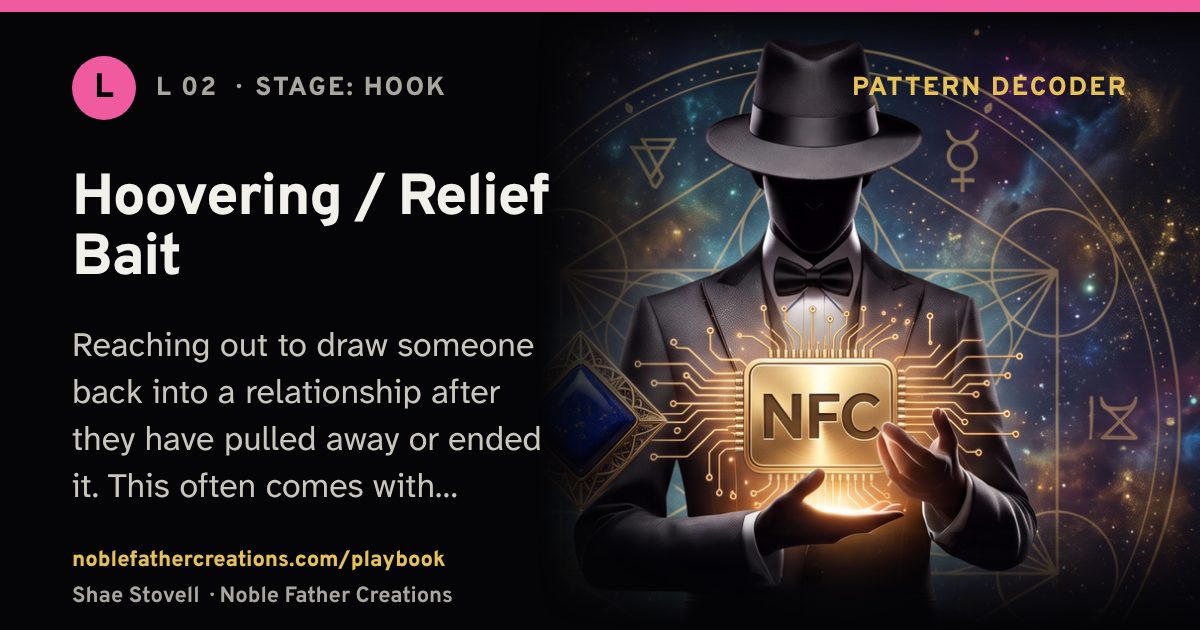 L
L 02 · STAGE: HOOK
PATTERN DECODER
Hoovering / Relief
Bait
Reaching out to draw someone
back into a relationship after
they have pulled away or ended
it. This often comes with...
NFC
noblefathercreations.com/playbook
Shae Stovell · Noble Father Creations